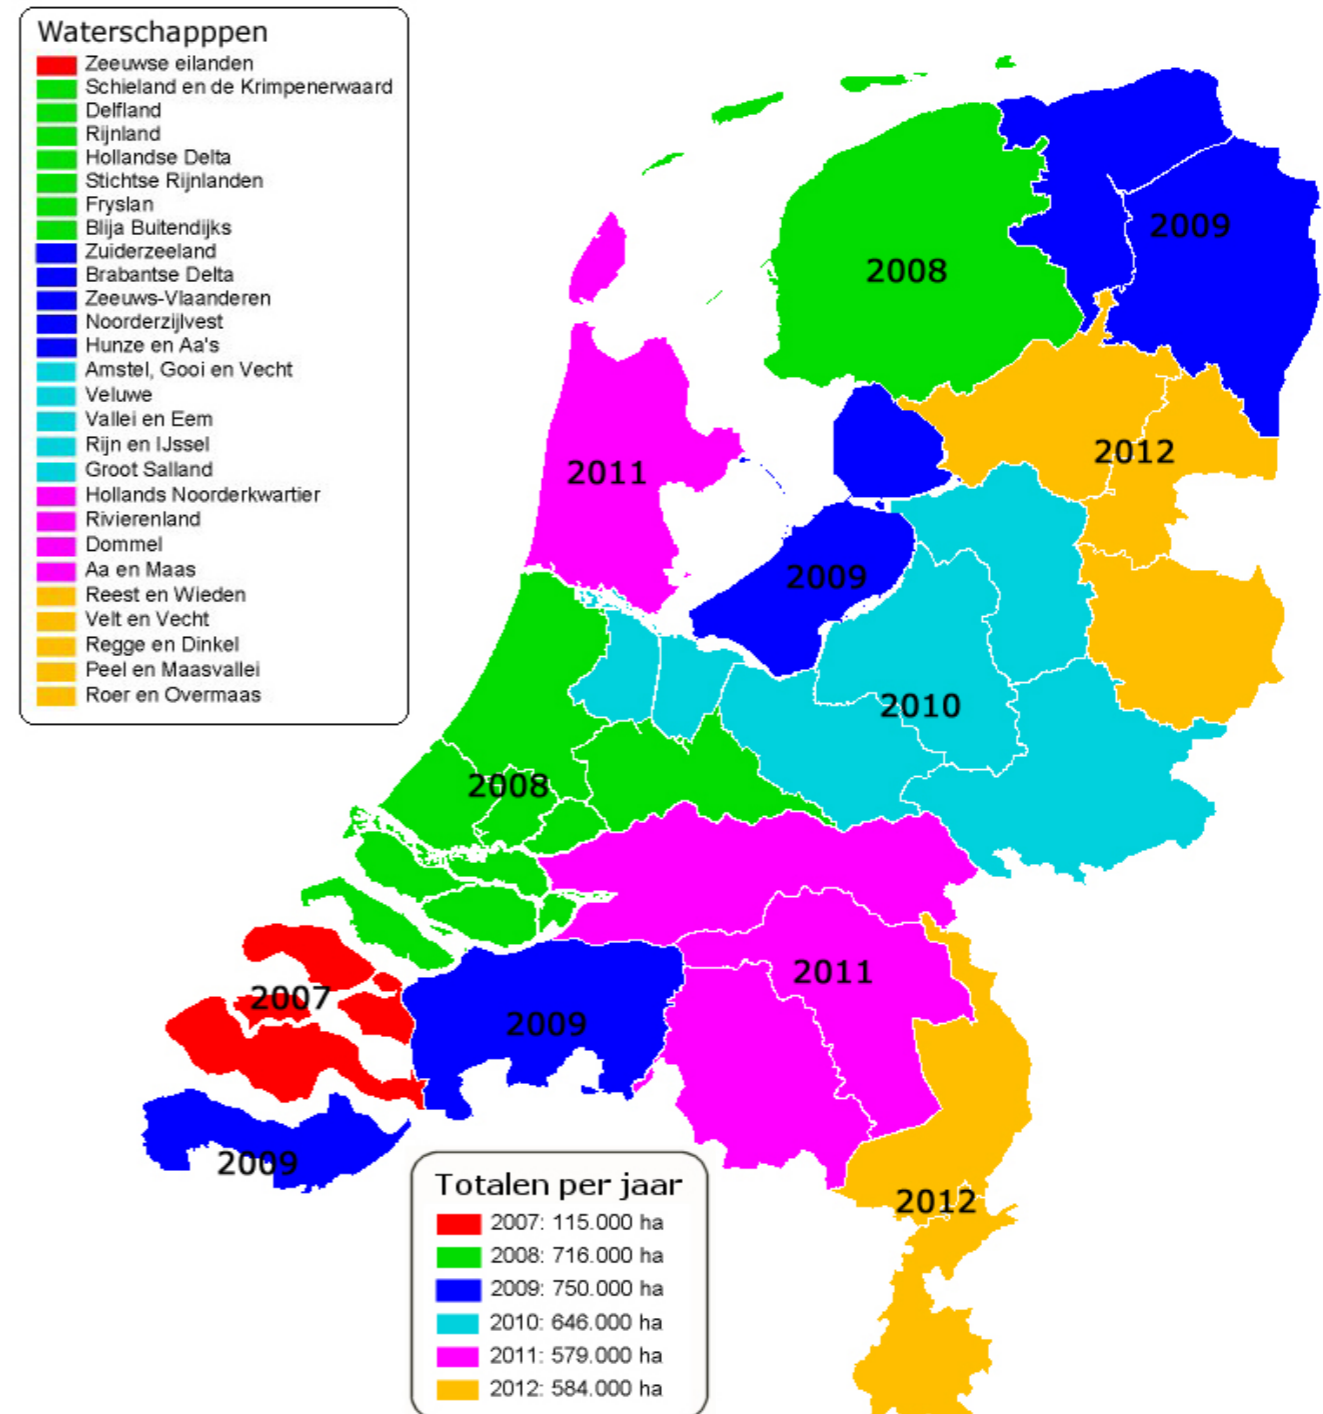 Waterschapppen
Zeeuwse eilanden
Schieland en de Krimpenerwaard
Delfland
Rijnland
Hollandse Delta
Stichtse Rijnlanden
Fryslan
Blija Buitendijks
Zuiderzeeland
Brabantse Delta
Zeeuws-Vlaanderen
Noorderzijlvest
Hunze en Aa's
Amstel, Gooi en Vecht
Veluwe
Vallei en Eem
Rijn en IJssel
Groot Salland
Hollands Noorderkwartier
Rivierenland
Dommel
Aa en Maas
Reest en Wieden
Velt en Vecht
Regge en Dinkel
Peel en Maasvallei
Roer en Overmaas
2009
2008
2012
2011
2009
2010
2008
2011
2007
2009
2009
2012
Totalen per jaar
2007: 115.000 ha
2008: 716.000 ha
2009: 750.000 ha
2010: 646.000 ha
2011: 579.000 ha
2012: 584.000 ha